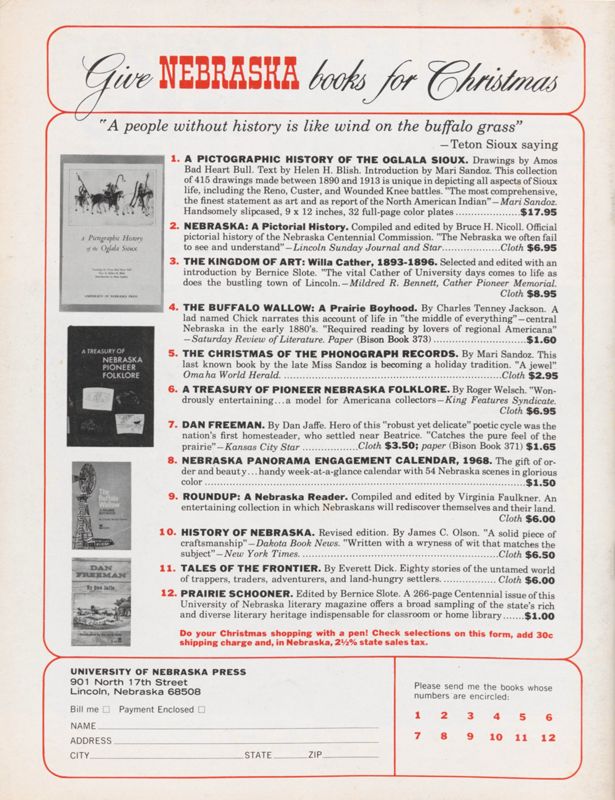 Give NEBRASKA books for Christmas
"A people without history is like wind on the buffalo grass"
—Teton Sioux saying
1. A PICTOGRAPHIC HISTORY OF THE OGLALA SIOUX. Drawings by Amos
Bad Heart Bull. Text by Helen H. Blish. Introduction by Mari Sandoz. This collection
of 415 drawings made between 1890 and 1913 is unique in depicting all aspects of Sioux
life, including the Reno, Custer, and Wounded Knee battles. "The most comprehensive,
the finest statement as art and as report of the North American Indian"—Mari Sandoz.
Handsomely slipcased, 9 x 12 inches, 32 full-page color plates ........................$17.95
2. NEBRASKA: A Pictorial History. Compiled and edited by Bruce H. Nicoll. Official
pictorial history of the Nebraska Centennial Commission. "The Nebraska we often fail
to see and understand"—Lincoln Sunday Journal and Star..............Cloth $6.95
3. THE KINGDOM OF ART: Willa Cather, 1893-1896. Selected and edited with an
introduction by Bernice Slote. "The vital Cather of University days comes to life as
does the bustling town of Lincoln.—Mildred R. Bennett, Cather Pioneer Memorial.
Cloth $8.95
4. THE BUFFALO WALLOW: A Prairie Boyhood. By Charles Tenney Jackson. A
lad named Chick narrates this account of life in "the middle of everything"—central
Nebraska in the early 1880's. "Required reading by lovers of regional Americana"
—Saturday Review of Literature. Paper (Bison Book 373) ..............................$1.60
5. THE CHRISTMAS OF THE PHONOGRAPH RECORDS. By Mari Sandoz. This
last known book by the late Miss Sandoz is becoming a holiday tradition. "A jewel"
Omaha World Herald. ......................................................Cloth $2.95
6. A TREASURY OF PIONEER NEBRASKA FOLKLORE. By Roger Welsch. "Won-
drously entertaining...a model for Americana collectors—King Features Syndicate.
Cloth $6.95
7. DAN FREEMAN. By Dan Jaffe. Hero of this "robust yet delicate" poetic cycle was the
nation's first homesteader, who settled near Beatrice. "Catches the pure feel of the
prairie"—Kansas City Star ..............Cloth $3.50; paper (Bison Book 371) $1.65
8. NEBRASKA PANORAMA ENGAGEMENT CALENDAR, 1968. The gift of or-
der and beauty...handy week-at-a-glance calendar with 54 Nebraska scenes in glorious
color ................................................................................$1.50
9. ROUNDUP: A Nebraska Reader. Compiled and edited by Virginia Faulkner. An
entertaining collection in which Nebraskans will rediscover themselves and their land.
Cloth $6.00
10. HISTORY OF NEBRASKA. Revised edition. By James C. Olson. "A solid piece of
craftsmanship"—Dakota Book News. "Written with a wryness of wit that matches the
subject"—New York Times. ..........................................Cloth $6.50
11. TALES OF THE FRONTIER. By Everett Dick. Eighty stories of the untamed world
of trappers, traders, adventurers, and land-hungry settlers. ................Cloth $6.00
12. PRAIRIE SCHOONER. Edited by Bernice Slote. A 266-page Centennial issue of this
University of Nebraska literary magazine offers a broad sampling of the state's rich
and diverse literary heritage indispensable for classroom or home library .......$1.00
Do your Christmas shopping with a pen! Check selections on this form, add 30c
shipping charge and, in Nebraska, 2½% state sales tax.
A Pictographic History
of the Oglala Sioux
UNIVERSITY OF NEBRASKA PRESS
A TREASURY OF
NEBRASKA
PIONEER
FOLKLORE
The
Buffalo
Wallow
DAN
FREEMAN
By Dan Jaffe
UNIVERSITY OF NEBRASKA PRESS
901 North 17th Street
Lincoln, Nebraska 68508
Bill me □ Payment Enclosed □
NAME
ADDRESS
CITY STATE ZIP
Please send me the books whose
numbers are encircled:
1 2 3 4 5 6
7 8 9 10 11 12